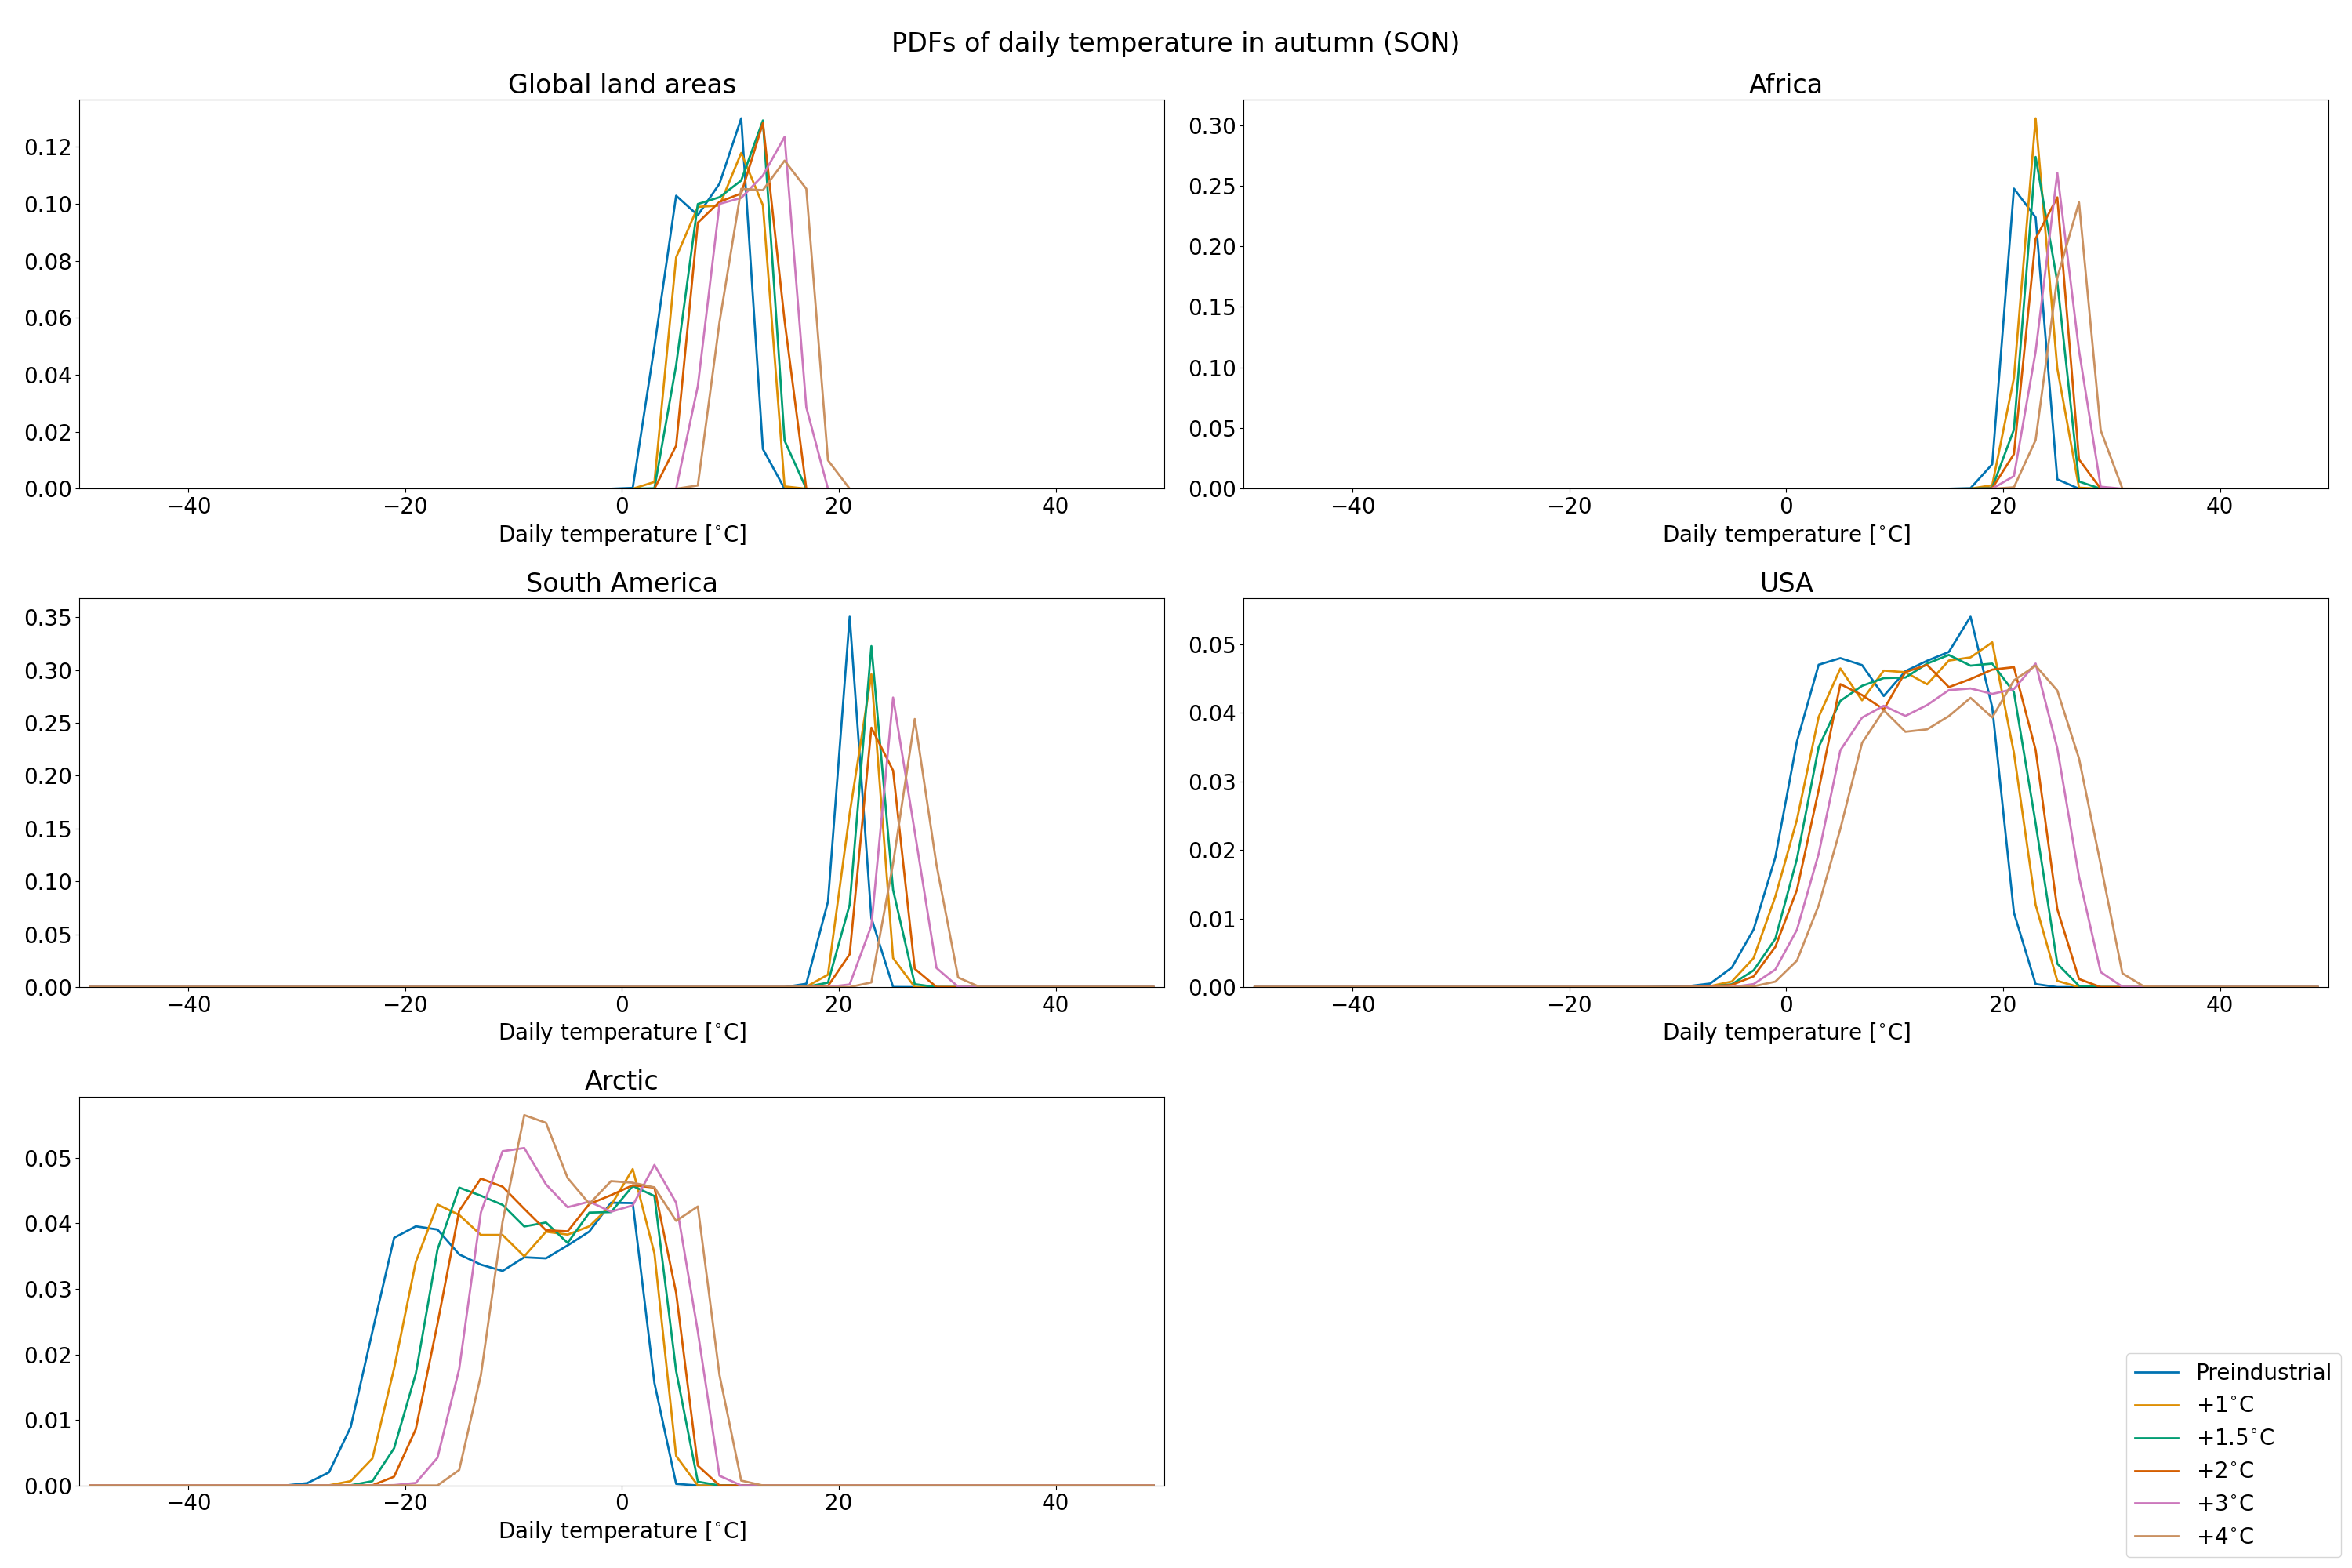 PDFs of daily temperature in autumn (SON)
Global land areas
0.12
0.10
0.08
0.06
0.04
0.02
0.00
−40 −20 0 20 40
Daily temperature [°C]
Africa
0.30
0.25
0.20
0.15
0.10
0.05
0.00
−40 −20 0 20 40
Daily temperature [°C]
South America
0.35
0.30
0.25
0.20
0.15
0.10
0.05
0.00
−40 −20 0 20 40
Daily temperature [°C]
USA
0.05
0.04
0.03
0.02
0.01
0.00
−40 −20 0 20 40
Daily temperature [°C]
Arctic
0.05
0.04
0.03
0.02
0.01
0.00
−40 −20 0 20 40
Daily temperature [°C]
Preindustrial
+1°C
+1.5°C
+2°C
+3°C
+4°C